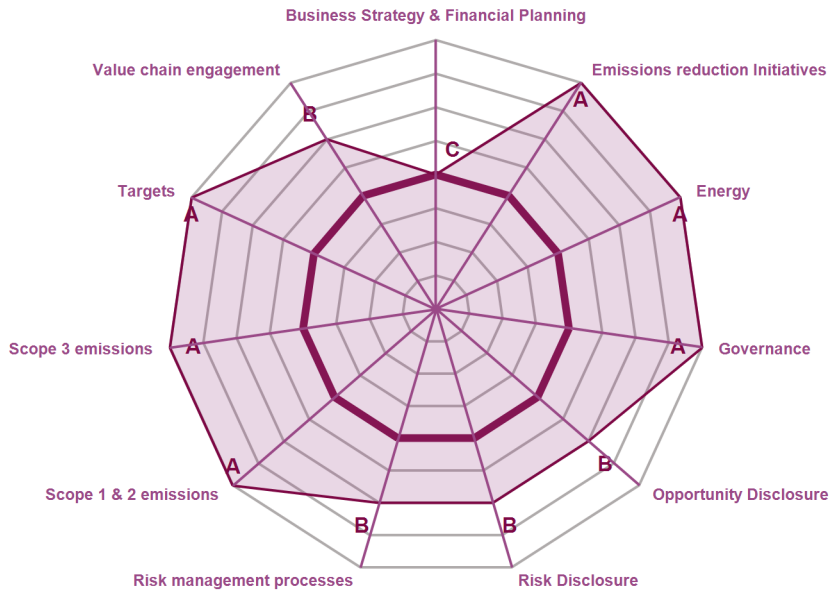 Business Strategy & Financial Planning
Value chain engagement
Emissions reduction Initiatives
A
B
C
Targets
Energy
A
A
Scope 3 emissions
A
A
Governance
A
B
B
Scope 1 & 2 emissions
Opportunity Disclosure
B
Risk management processes
Risk Disclosure